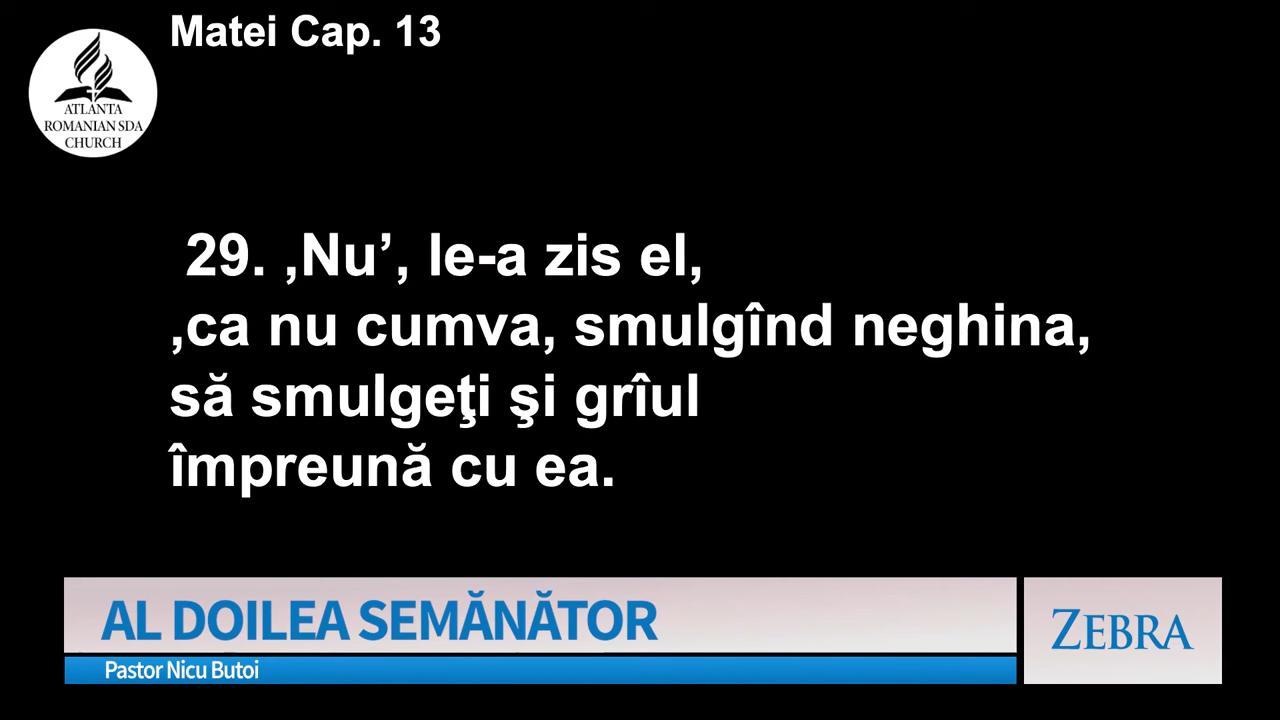 Matei Cap. 13
ATLANTA
ROMANIAN SDA
CHURCH
29. ‚Nu’, le-a zis el,
‚ca nu cumva, smulgînd neghina,
să smulgeţi şi grîul
împreună cu ea.
AL DOILEA SEMĂNĂTOR
ZEBRA
Pastor Nicu Butoi